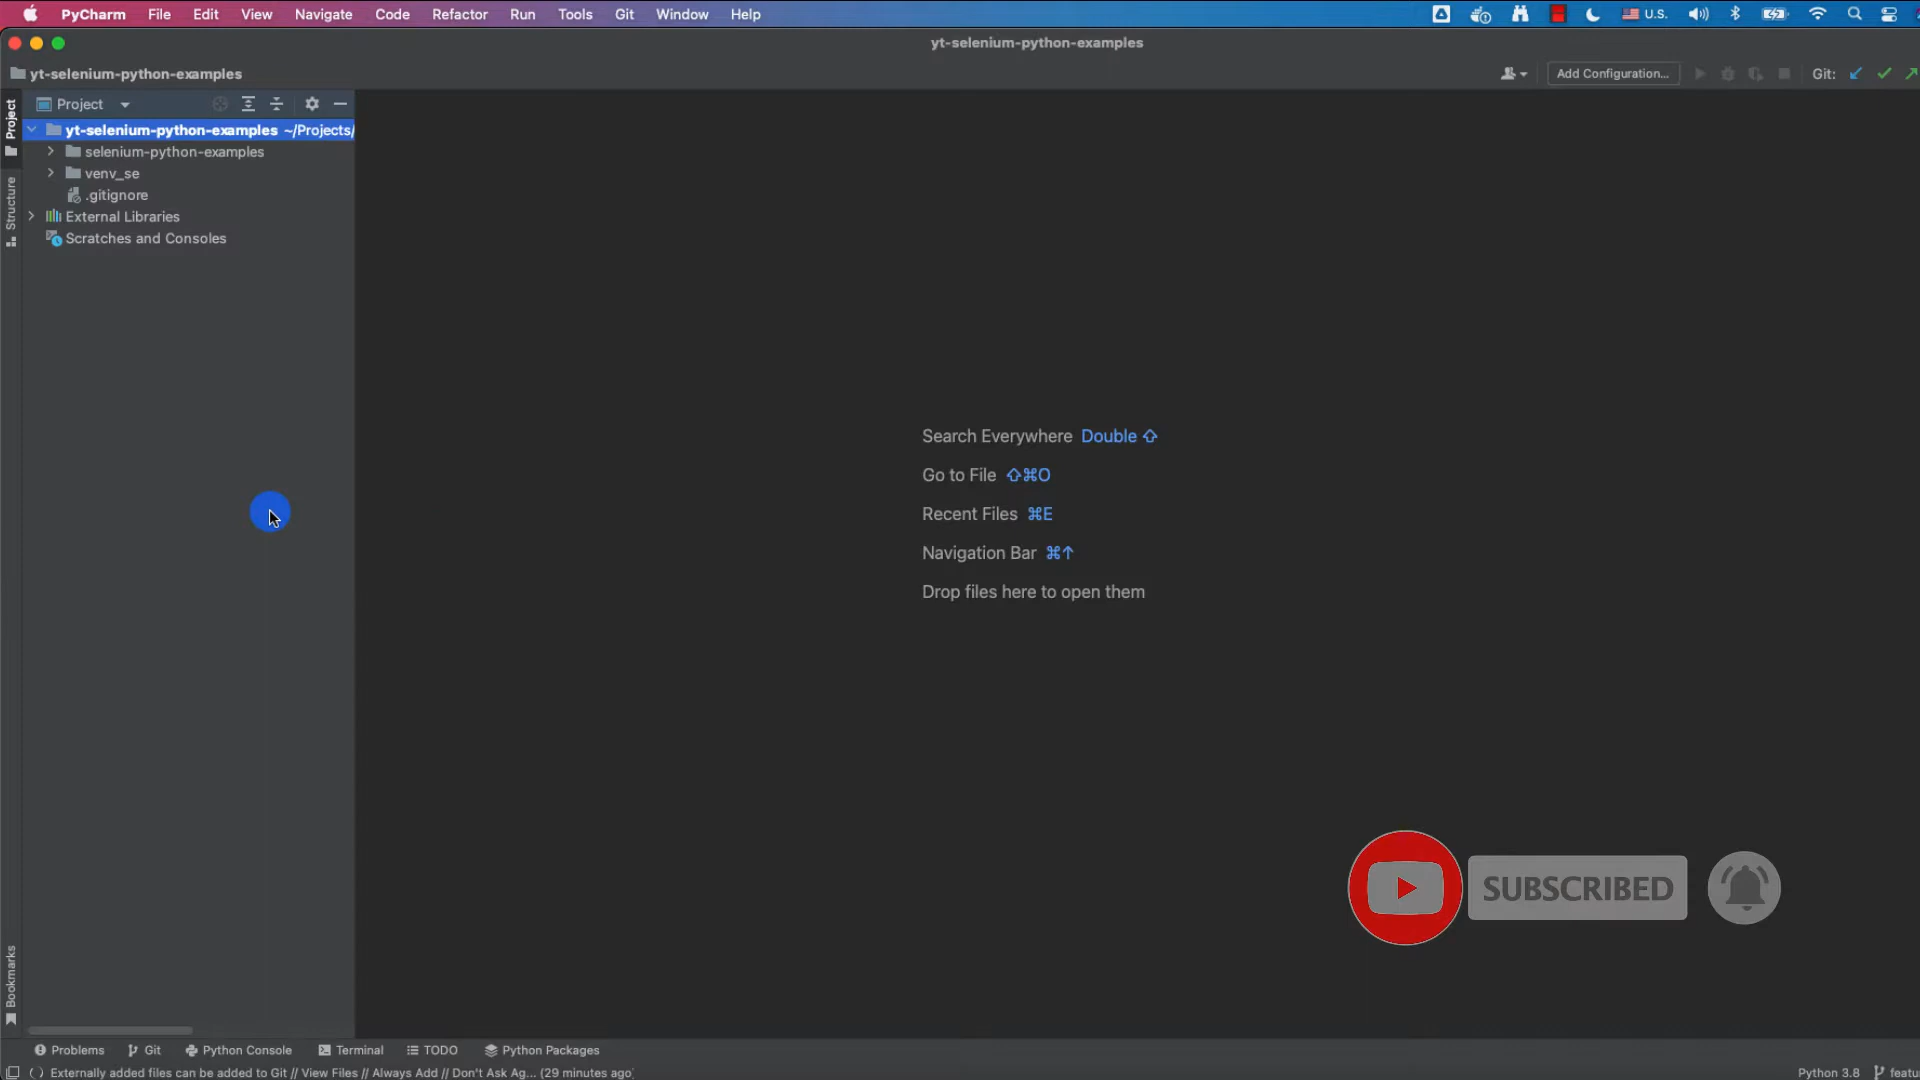 PyCharm File Edit View Navigate Code Refactor Run Tools Git Window Help U.S.
yt-selenium-python-examples
yt-selenium-python-examples Add Configuration... Git:
Project
yt-selenium-python-examples ~/Projects/
selenium-python-examples
venv_se
.gitignore
External Libraries
Scratches and Consoles
Project
Structure
Bookmarks
Search Everywhere Double ⇧
Go to File ⇧⌘O
Recent Files ⌘E
Navigation Bar ⌘↑
Drop files here to open them
SUBSCRIBED
Problems Git Python Console Terminal TODO Python Packages
Externally added files can be added to Git // View Files // Always Add // Don't Ask Ag... (29 minutes ago) Python 3.8 featu